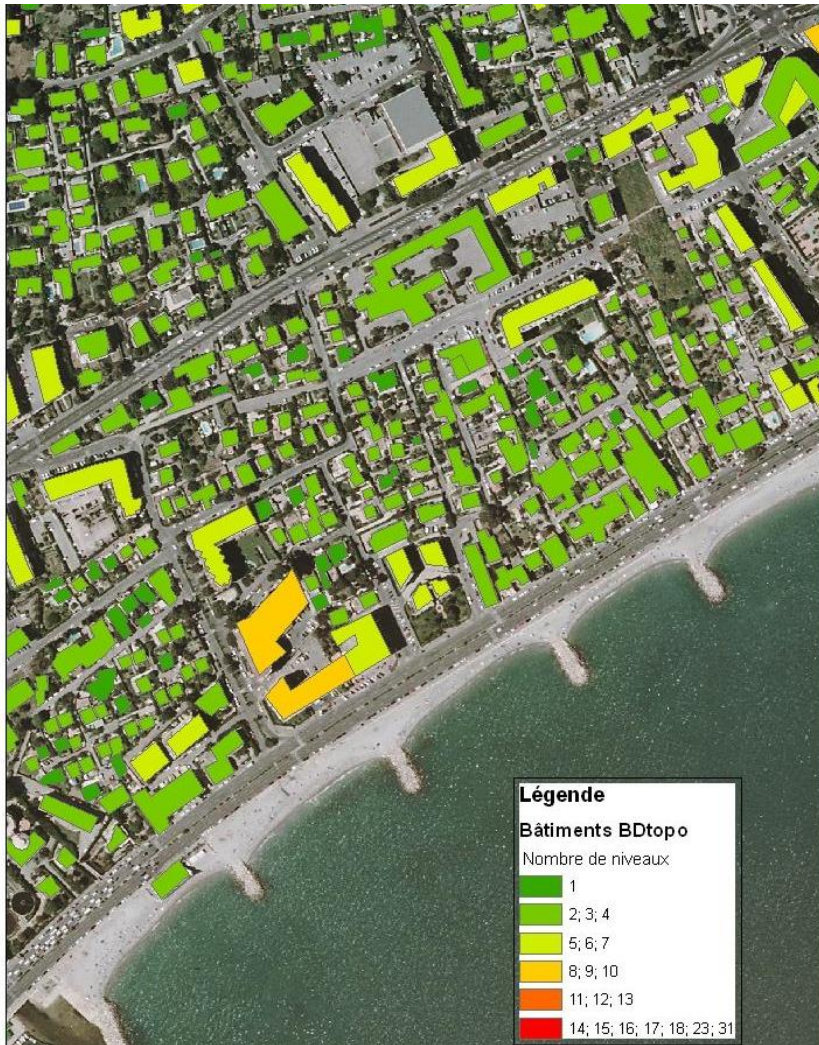 Légende
Bâtiments BDtopo
Nombre de niveaux
1
2; 3; 4
5; 6; 7
8; 9; 10
11; 12; 13
14; 15; 16; 17; 18; 23; 31